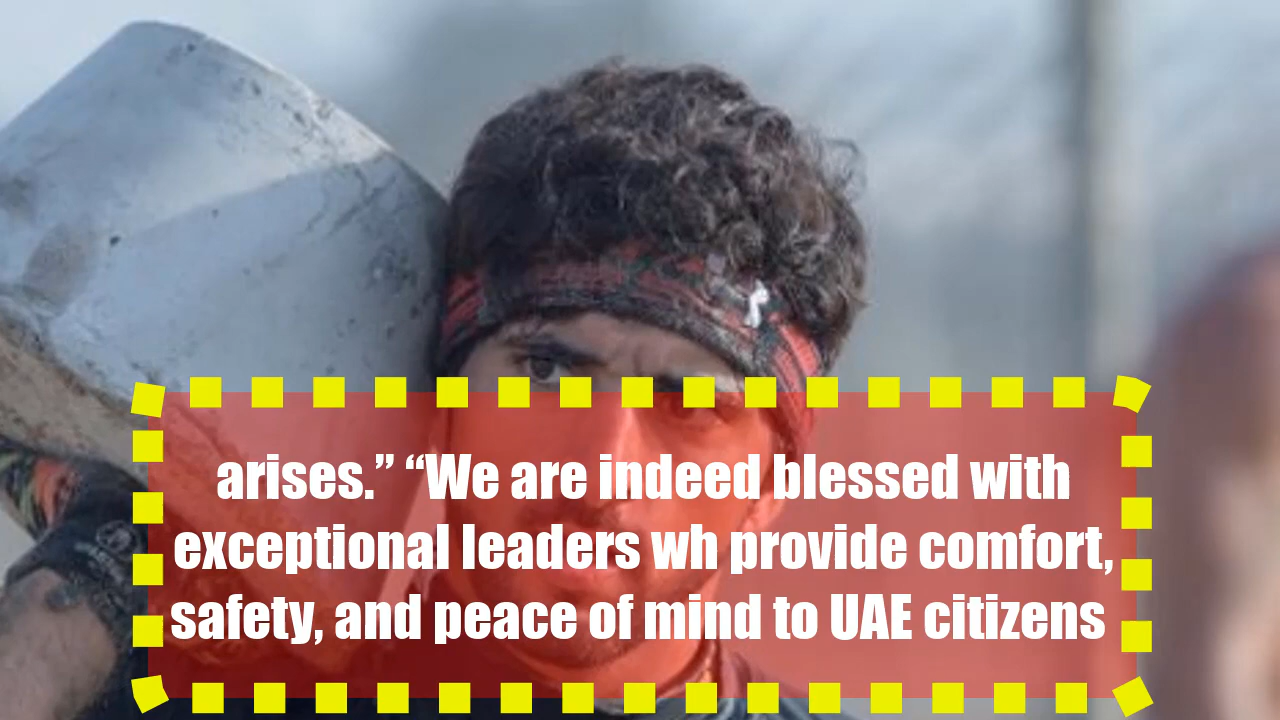 arises.” “We are indeed blessed with
exceptional leaders wh provide comfort,
safety, and peace of mind to UAE citizens